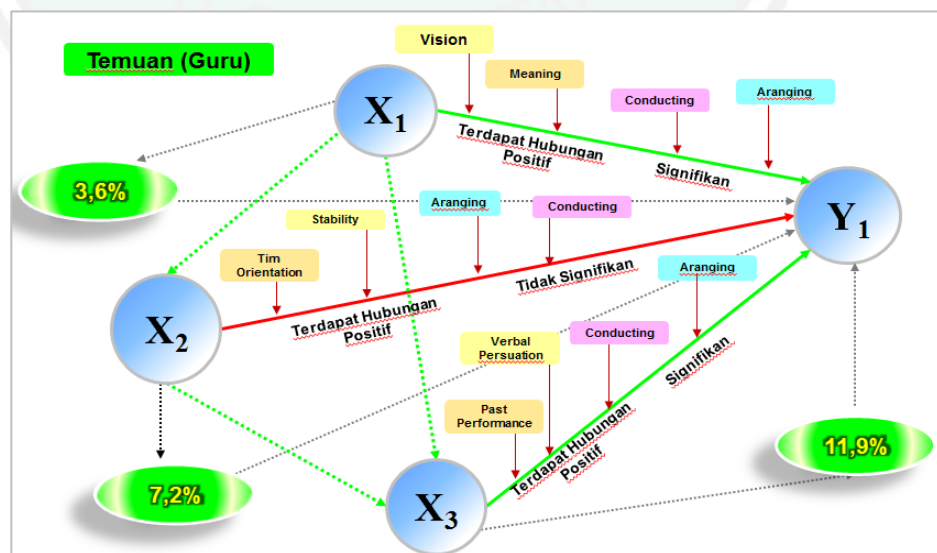 Temuan (Guru)
Vision
Meaning
Conducting
Aranging
X1
Terdapat Hubungan
Positif
Signifikan
3,6%
Stability
Aranging
Conducting
Y1
Tim
Orientation
Tidak Signifikan
Aranging
X2
Terdapat Hubungan
Positif
Verbal
Persuation
Conducting
Signifikan
Past
Performance
Terdapat Hubungan
Positif
11,9%
7,2%
X3